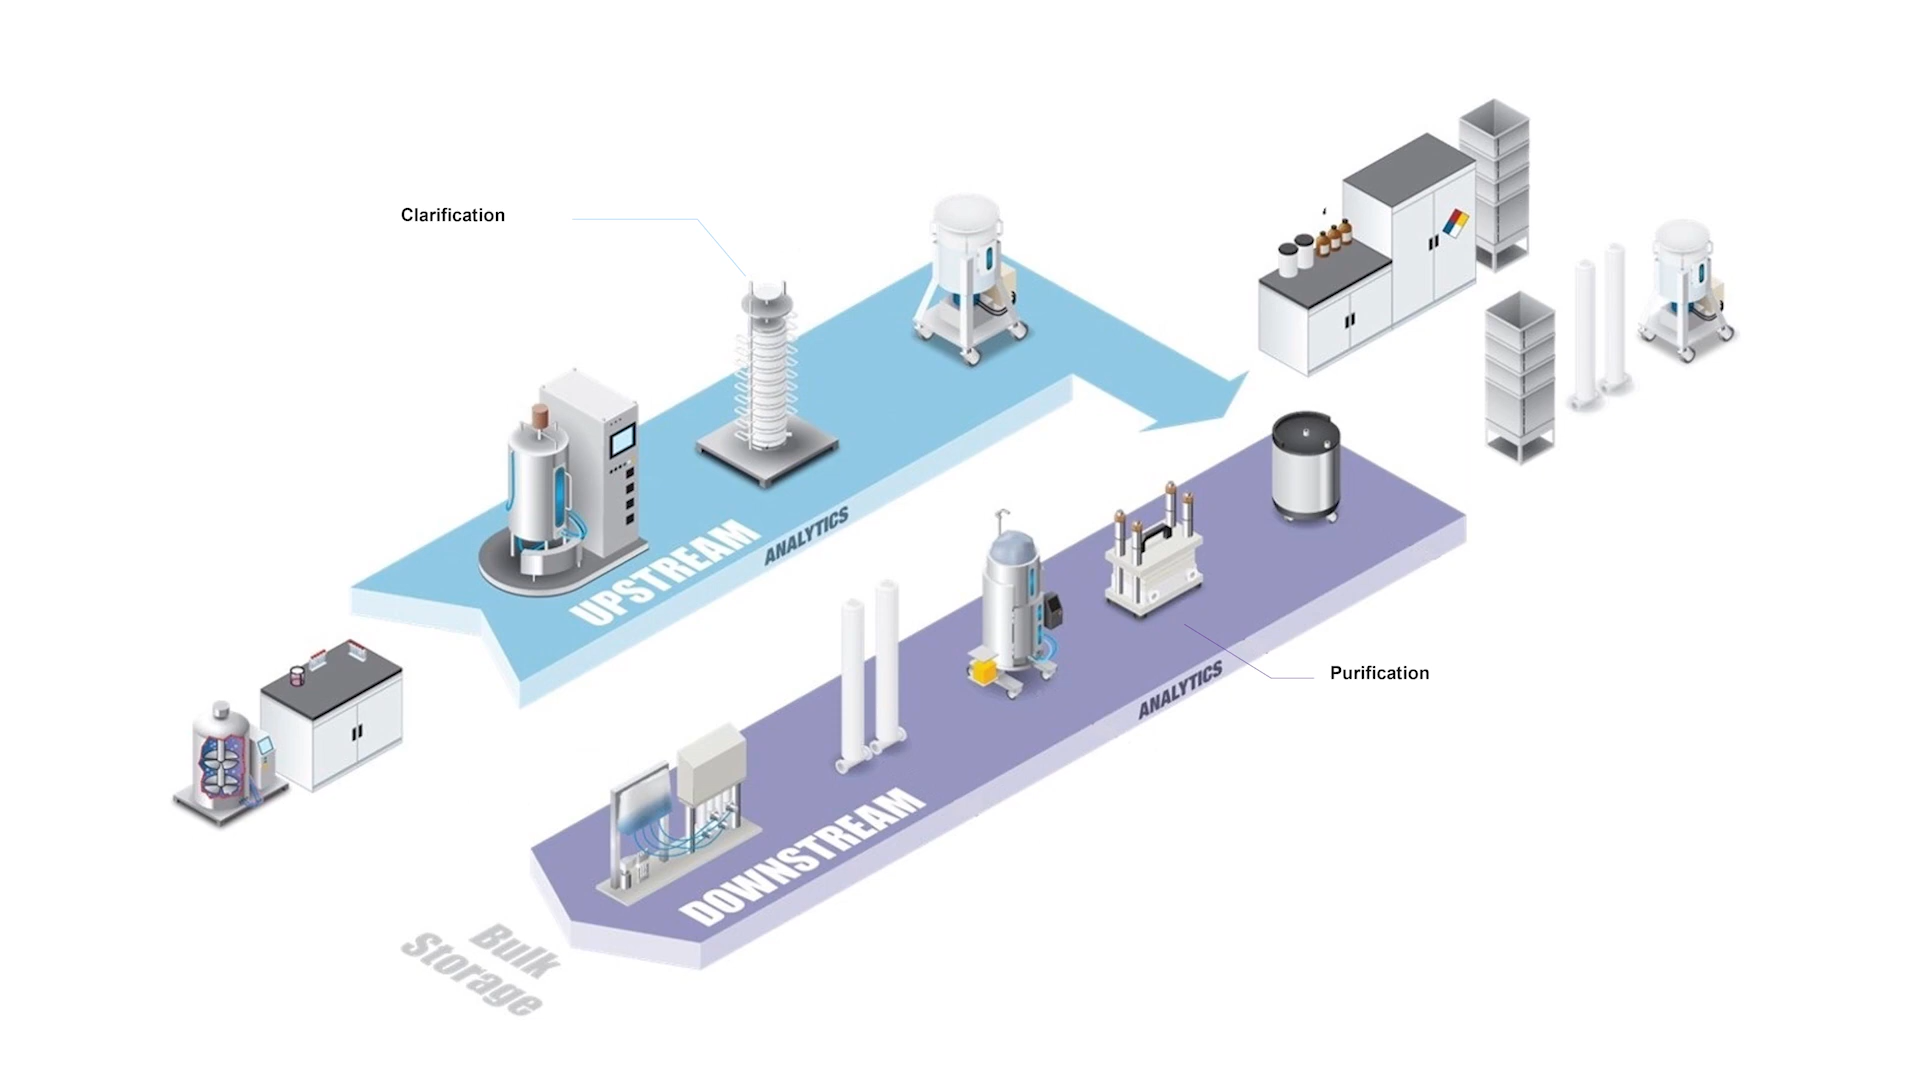 Clarification
UPSTREAM
ANALYTICS
Purification
ANALYTICS
DOWNSTREAM
Bulk
Storage